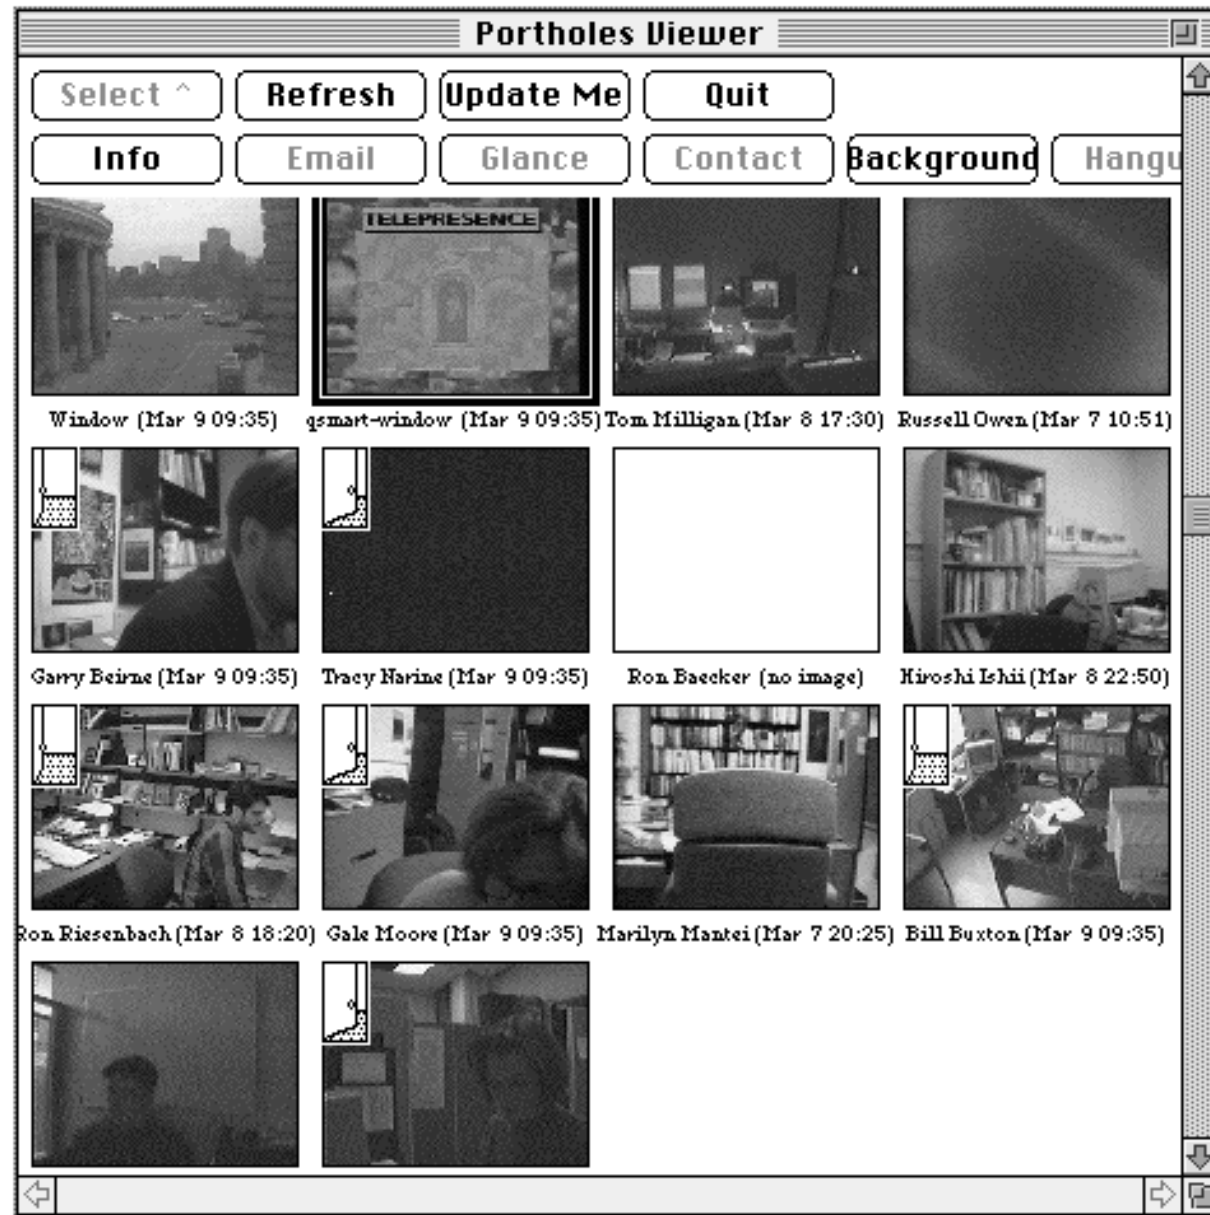 Portholes Viewer
Select ^ Refresh Update Me Quit
Info Email Glance Contact Background Hangu
TELEPRESENCE
Window (Mar 9 09:35) qsmart-window (Mar 9 09:35) Tom Milligan (Mar 8 17:30) Russell Owen (Mar 7 10:51)
Garry Beirne (Mar 9 09:35) Tracy Narine (Mar 9 09:35) Ron Baecker (no image) Hiroshi Ishii (Mar 8 22:50)
Ron Riesenbach (Mar 8 18:20) Gale Moore (Mar 9 09:35) Marilyn Mantei (Mar 7 20:25) Bill Buxton (Mar 9 09:35)